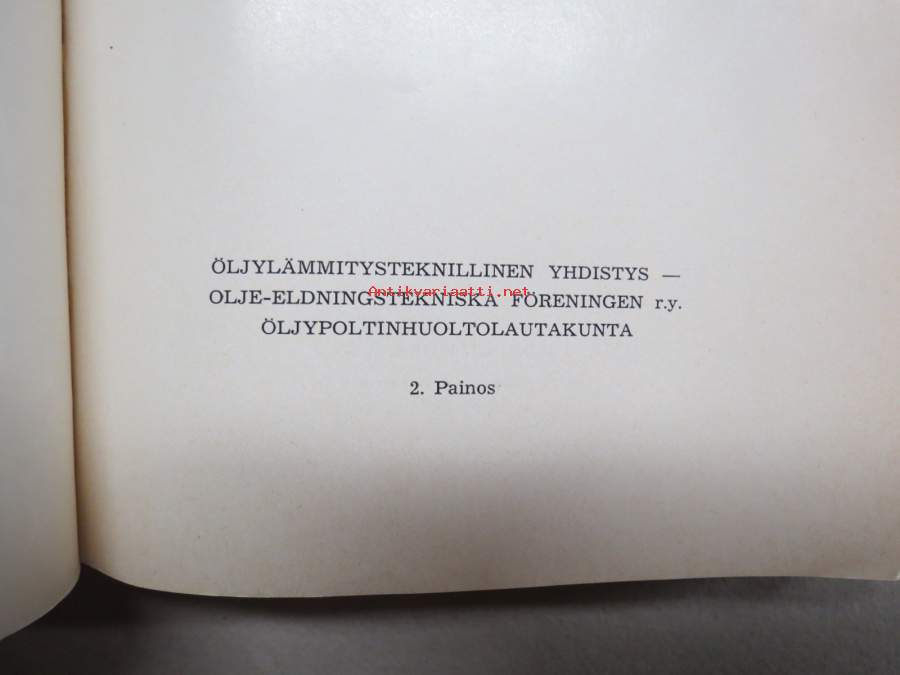 ÖLJYLÄMMITYSTEKNILLINEN YHDISTYS —
Antikvariaatti.net
OLJE-ELDNINGSTEKNISKA FÖRENINGEN r.y.
ÖLJYPOLTINHUOLTOLAUTAKUNTA
2. Painos